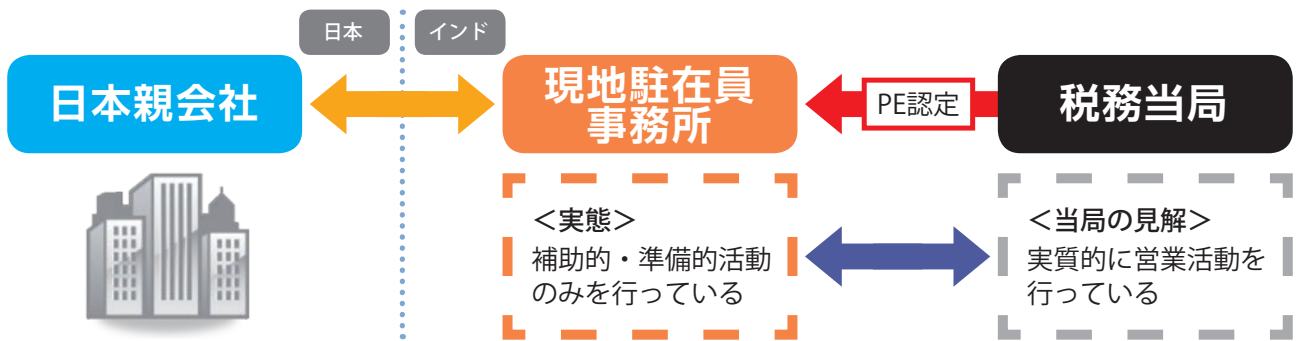 日本
インド
日本親会社
現地駐在員
事務所
PE認定
税務当局
＜実態＞
補助的・準備的活動
のみを行っている
＜当局の見解＞
実質的に営業活動を
行っている